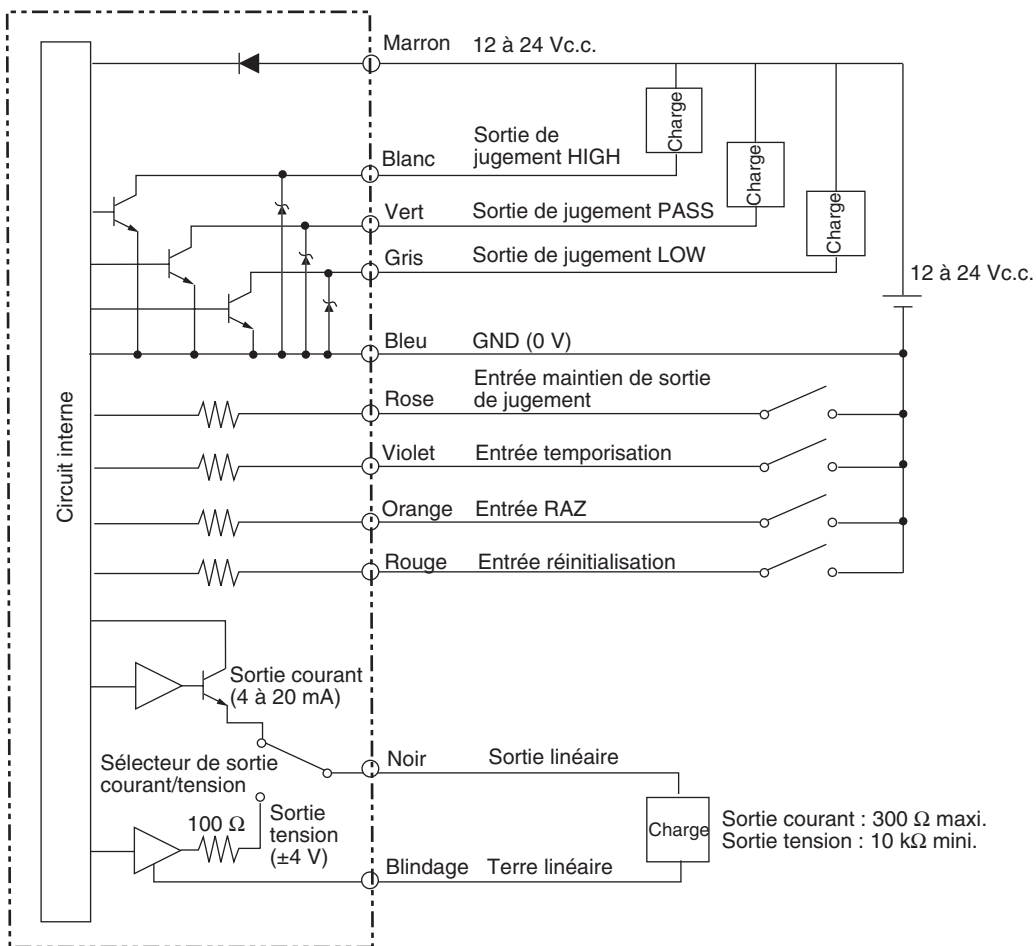 Marron 12 à 24 Vc.c.
Charge
Charge
Charge
Sortie de
jugement HIGH
Blanc
Vert Sortie de jugement PASS
Gris Sortie de jugement LOW
12 à 24 Vc.c.
Bleu GND (0 V)
Entrée maintien de sortie
de jugement
Rose
Circuit interne
Violet Entrée temporisation
Orange Entrée RAZ
Rouge Entrée réinitialisation
Sortie courant
(4 à 20 mA)
Noir Sortie linéaire
Sélecteur de sortie
courant/tension
100 Ω
Sortie
tension
(±4 V)
Charge
Sortie courant : 300 Ω maxi.
Sortie tension : 10 kΩ mini.
Blindage Terre linéaire